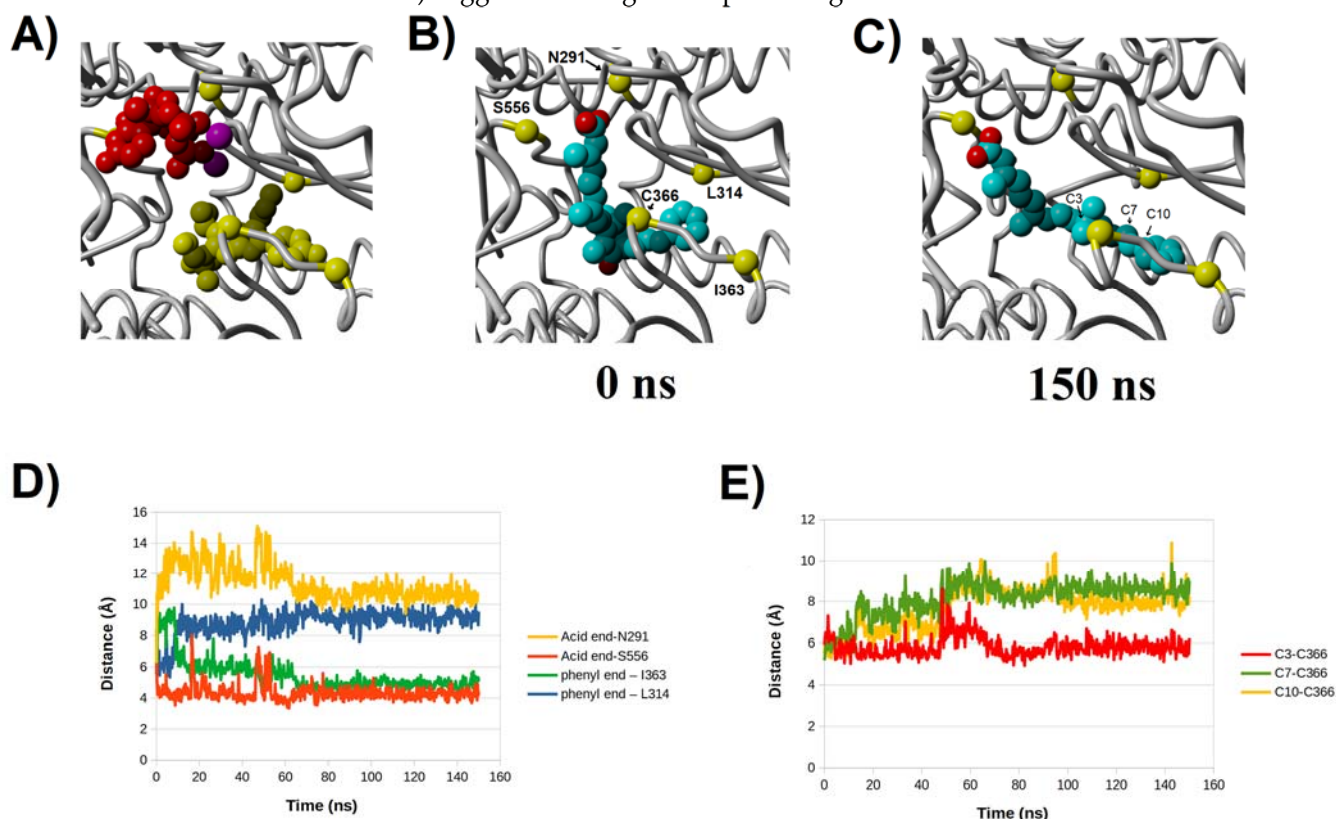 A)
B)
C)
N291
S556
C366
L314
I363
C3
C7
C10
0 ns
150 ns
D)
E)
16
14
12
10
8
6
4
2
0
Distance (Å)
0 20 40 60 80 100 120 140 160
Time (ns)
Acid end-N291
Acid end-S556
phenyl end – I363
phenyl end – L314
12
10
8
6
4
2
0
Distance (Å)
0 20 40 60 80 100 120 140 160
Time (ns)
C3-C366
C7-C366
C10-C366